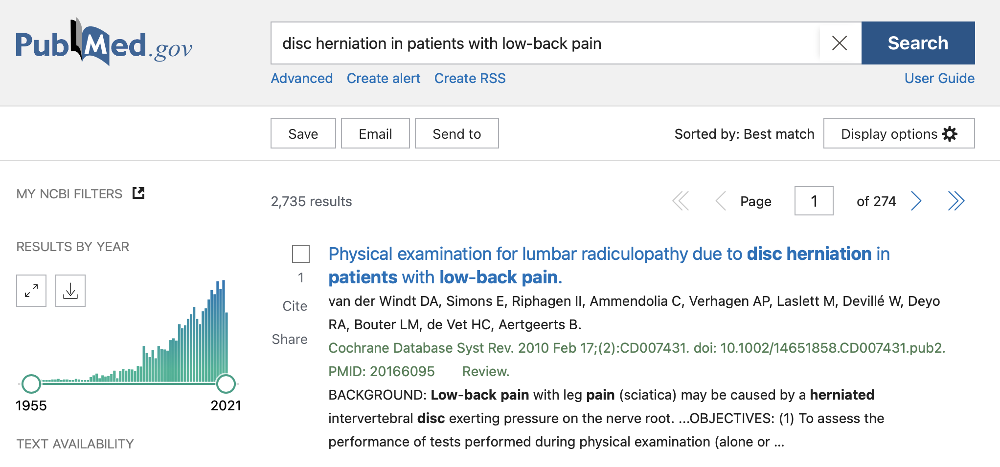 PubMed.gov
disc herniation in patients with low-back pain
Search
Advanced Create alert Create RSS
User Guide
Save Email Send to
Sorted by: Best match Display options
MY NCBI FILTERS
2,735 results
Page 1 of 274
RESULTS BY YEAR
1955 2021
TEXT AVAILABILITY
1
Cite
Share
Physical examination for lumbar radiculopathy due to disc herniation in
patients with low-back pain.
van der Windt DA, Simons E, Riphagen II, Ammendolia C, Verhagen AP, Laslett M, Devillé W, Deyo
RA, Bouter LM, de Vet HC, Aertgeerts B.
Cochrane Database Syst Rev. 2010 Feb 17;(2):CD007431. doi: 10.1002/14651858.CD007431.pub2.
PMID: 20166095 Review.
BACKGROUND: Low-back pain with leg pain (sciatica) may be caused by a herniated
intervertebral disc exerting pressure on the nerve root. ...OBJECTIVES: (1) To assess the
performance of tests performed during physical examination (alone or ...